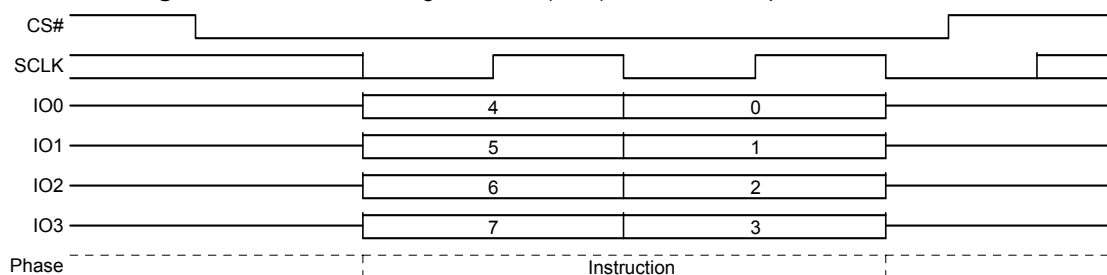 CS#
SCLK
IO0 4 0
IO1 5 1
IO2 6 2
IO3 7 3
Phase Instruction